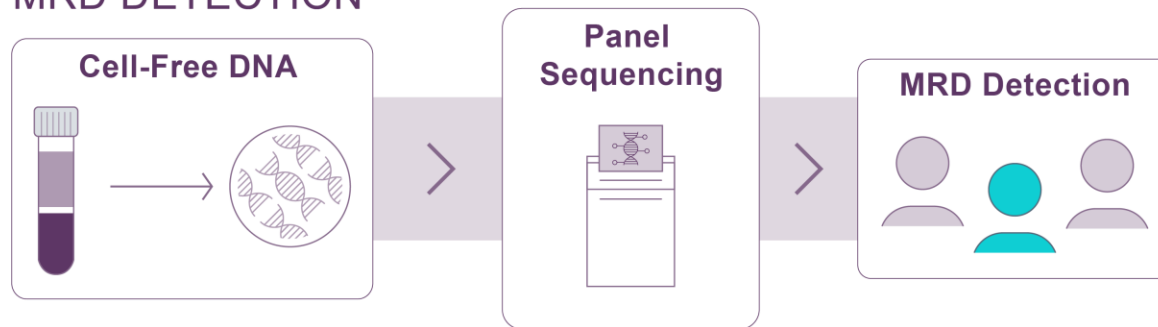 MRD DETECTION
Cell-Free DNA
Panel
Sequencing
MRD Detection